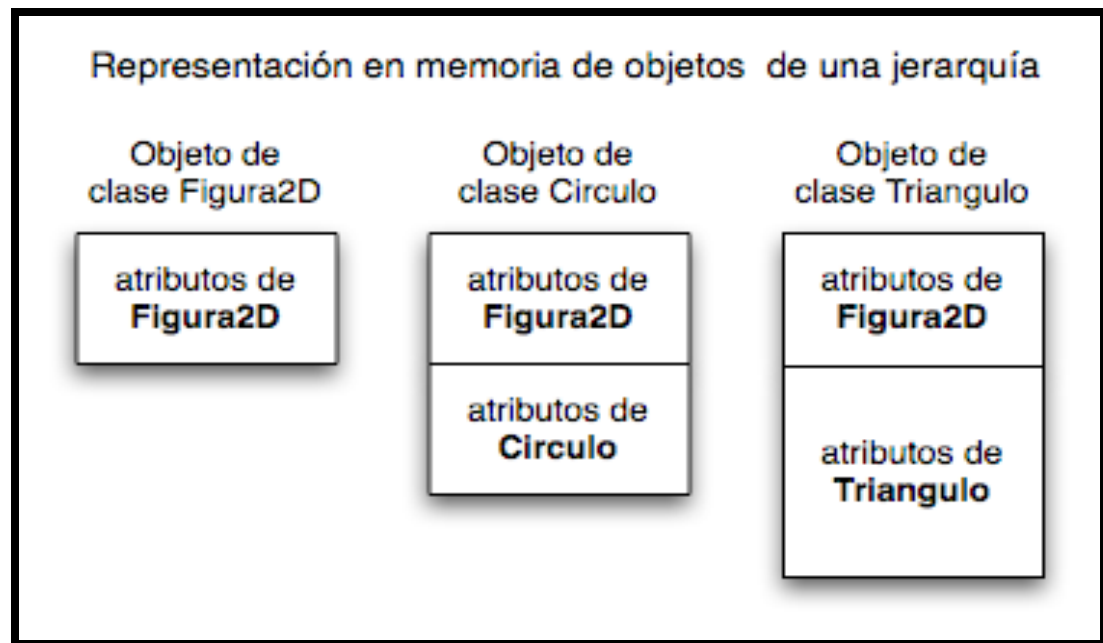 Representación en memoria de objetos de una jerarquía
Objeto de
clase Figura2D
Objeto de
clase Circulo
Objeto de
clase Triangulo
atributos de
Figura2D
atributos de
Figura2D
atributos de
Circulo
atributos de
Figura2D
atributos de
Triangulo